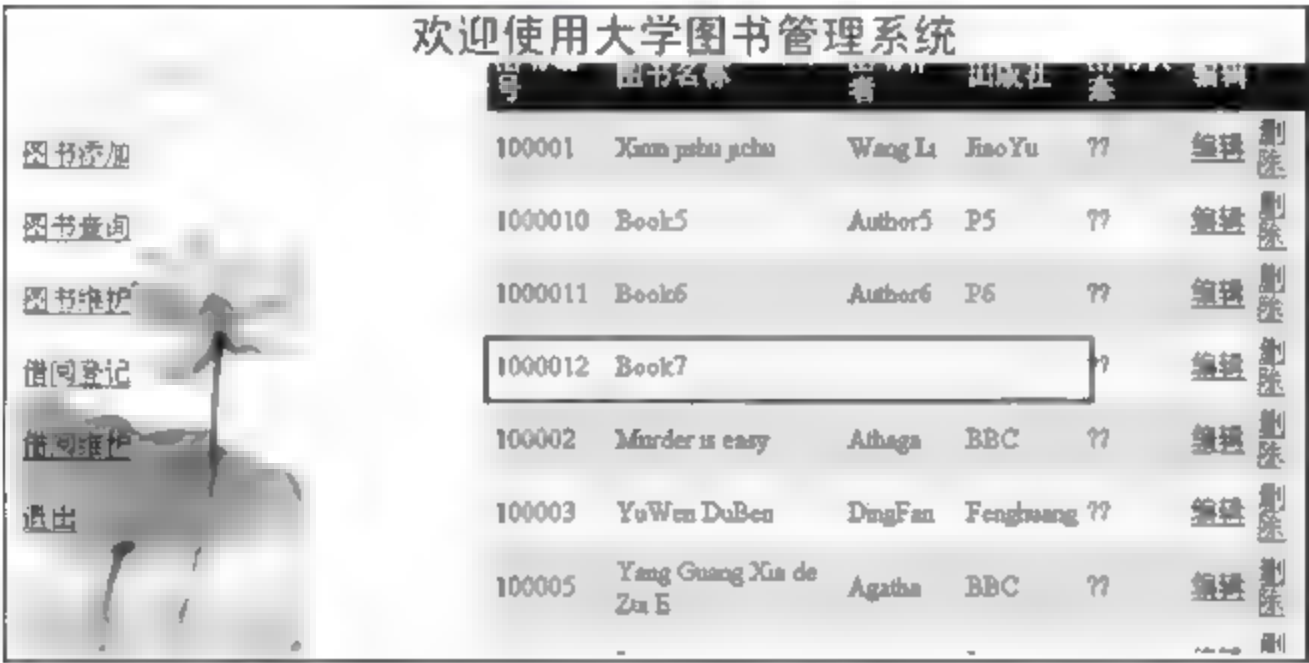 欢迎使用大学图书管理系统
号 图书名称 者 出版社 态 编辑
图书添加
图书查询
图书维护
借阅登记
借阅维护
退出
100001 Wang Li JiaoYu ?? 编辑 删除
1000010 Book5 Author5 P5 ?? 编辑 删除
1000011 Book6 Author6 P6 ?? 编辑 删除
1000012 Book7 ?? 编辑 删除
100002 Murder is easy Athaga BBC ?? 编辑 删除
100003 YuWen DuBen DingFan Fenghuang ?? 编辑 删除
100005 Yang Guang Xia de
Zui E Agatha BBC ?? 编辑 删除